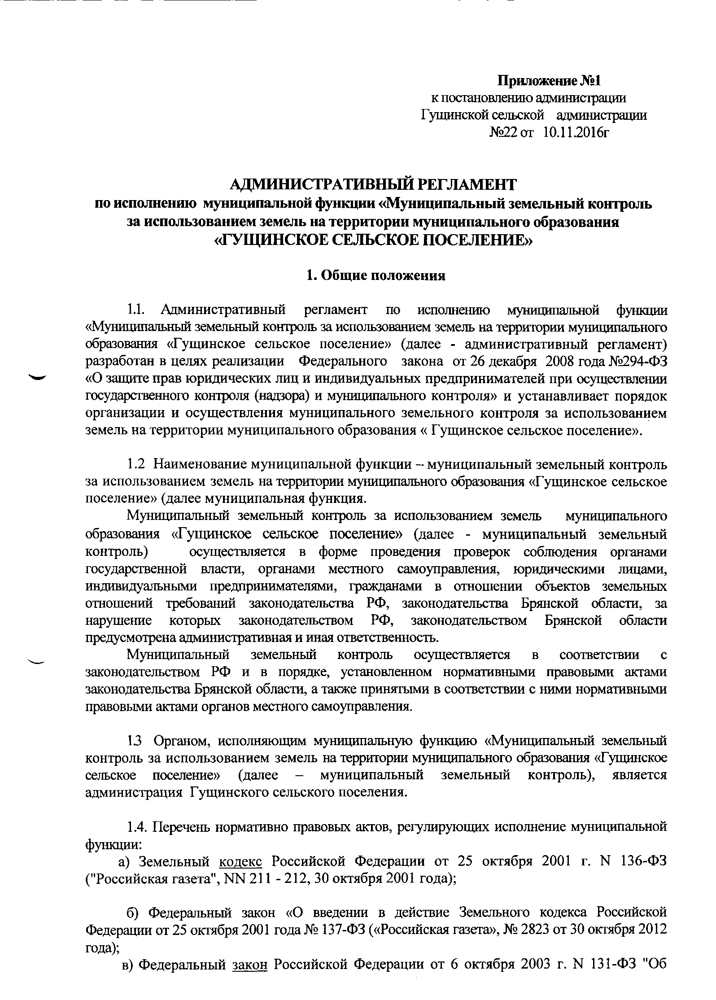 Приложение №1
к постановлению администрации
Гущинской сельской администрации
№22 от 10.11.2016г
АДМИНИСТРАТИВНЫЙ РЕГЛАМЕНТ
по исполнению муниципальной функции «Муниципальный земельный контроль
за использованием земель на территории муниципального образования
«ГУЩИНСКОЕ СЕЛЬСКОЕ ПОСЕЛЕНИЕ»
1. Общие положения
1.1. Административный регламент по исполнению муниципальной функции
«Муниципальный земельный контроль за использованием земель на территории муниципального
образования «Гущинское сельское поселение» (далее - административный регламент)
разработан в целях реализации Федерального закона от 26 декабря 2008 года №294-ФЗ
«О защите прав юридических лиц и индивидуальных предпринимателей при осуществлении
государственного контроля (надзора) и муниципального контроля» и устанавливает порядок
организации и осуществления муниципального земельного контроля за использованием
земель на территории муниципального образования « Гущинское сельское поселение».
1.2 Наименование муниципальной функции – муниципальный земельный контроль
за использованием земель на территории муниципального образования «Гущинское сельское
поселение» (далее муниципальная функция.
Муниципальный земельный контроль за использованием земель муниципального
образования «Гущинское сельское поселение» (далее - муниципальный земельный
контроль) осуществляется в форме проведения проверок соблюдения органами
государственной власти, органами местного самоуправления, юридическими лицами,
индивидуальными предпринимателями, гражданами в отношении объектов земельных
отношений требований законодательства РФ, законодательства Брянской области, за
нарушение которых законодательством РФ, законодательством Брянской области
предусмотрена административная и иная ответственность.
Муниципальный земельный контроль осуществляется в соответствии с
законодательством РФ и в порядке, установленном нормативными правовыми актами
законодательства Брянской области, а также принятыми в соответствии с ними нормативными
правовыми актами органов местного самоуправления.
1.3 Органом, исполняющим муниципальную функцию «Муниципальный земельный
контроль за использованием земель на территории муниципального образования «Гущинское
сельское поселение» (далее – муниципальный земельный контроль), является
администрация Гущинского сельского поселения.
1.4. Перечень нормативно правовых актов, регулирующих исполнение муниципальной
функции:
а) Земельный кодекс Российской Федерации от 25 октября 2001 г. N 136-ФЗ
("Российская газета", NN 211 - 212, 30 октября 2001 года);
б) Федеральный закон «О введении в действие Земельного кодекса Российской
Федерации от 25 октября 2001 года № 137-ФЗ («Российская газета», № 2823 от 30 октября 2012
года);
в) Федеральный закон Российской Федерации от 6 октября 2003 г. N 131-ФЗ "Об